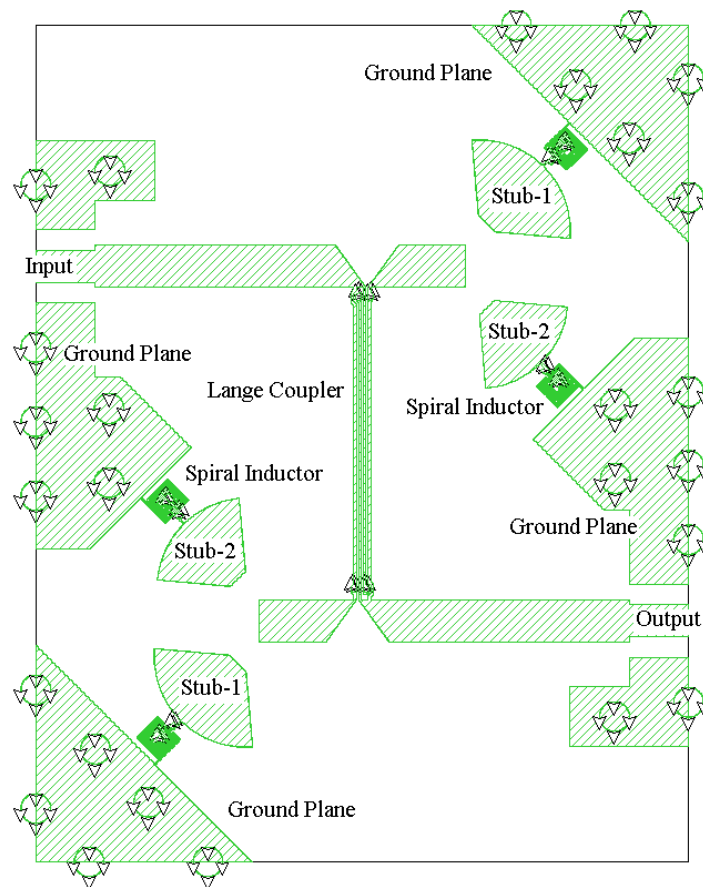 Ground Plane
Stub-1
Input
Stub-2
Ground Plane
Lange Coupler
Spiral Inductor
Spiral Inductor
Ground Plane
Stub-2
Output
Stub-1
Ground Plane